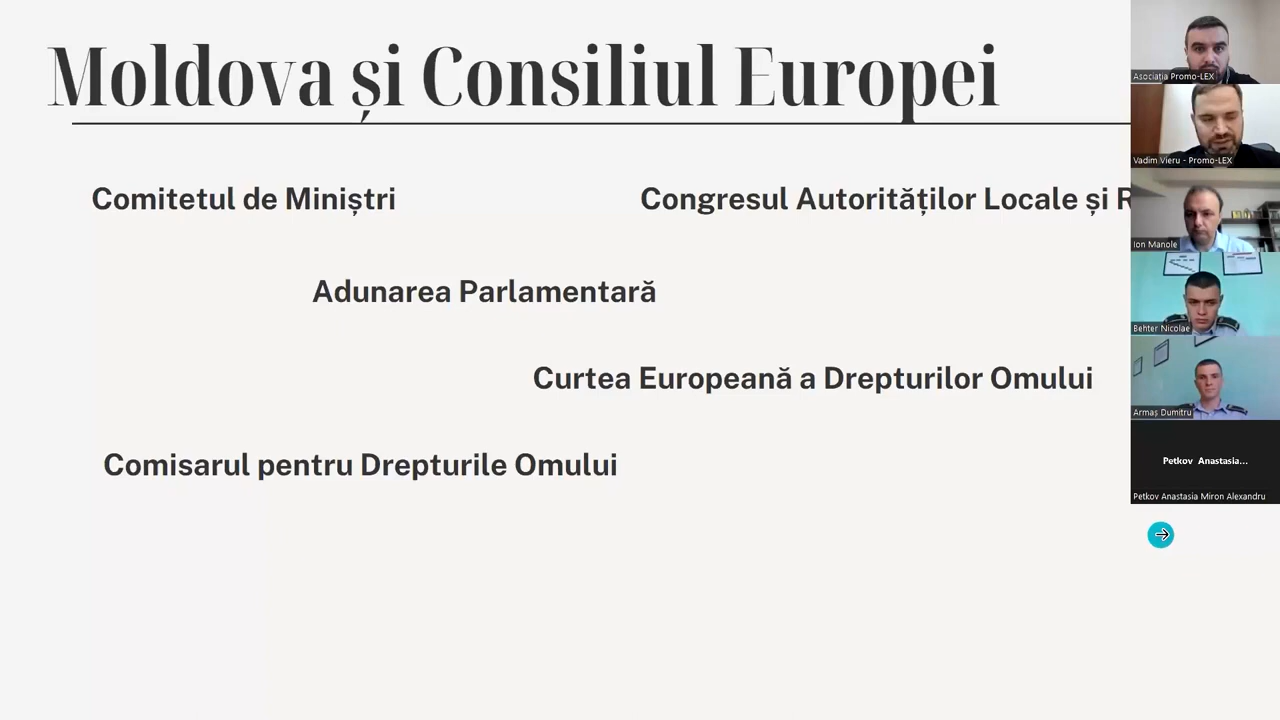 Moldova și Consiliul Europei
Comitetul de Miniștri
Congresul Autorităților Locale și R
Adunarea Parlamentară
Curtea Europeană a Drepturilor Omului
Comisarul pentru Drepturile Omului
Asociația Promo-LEX
Vadim Vieru - Promo-LEX
Ion Manole
Behter Nicolae
Armaș Dumitru
Petkov Anastasia...
Petkov Anastasia Miron Alexandru